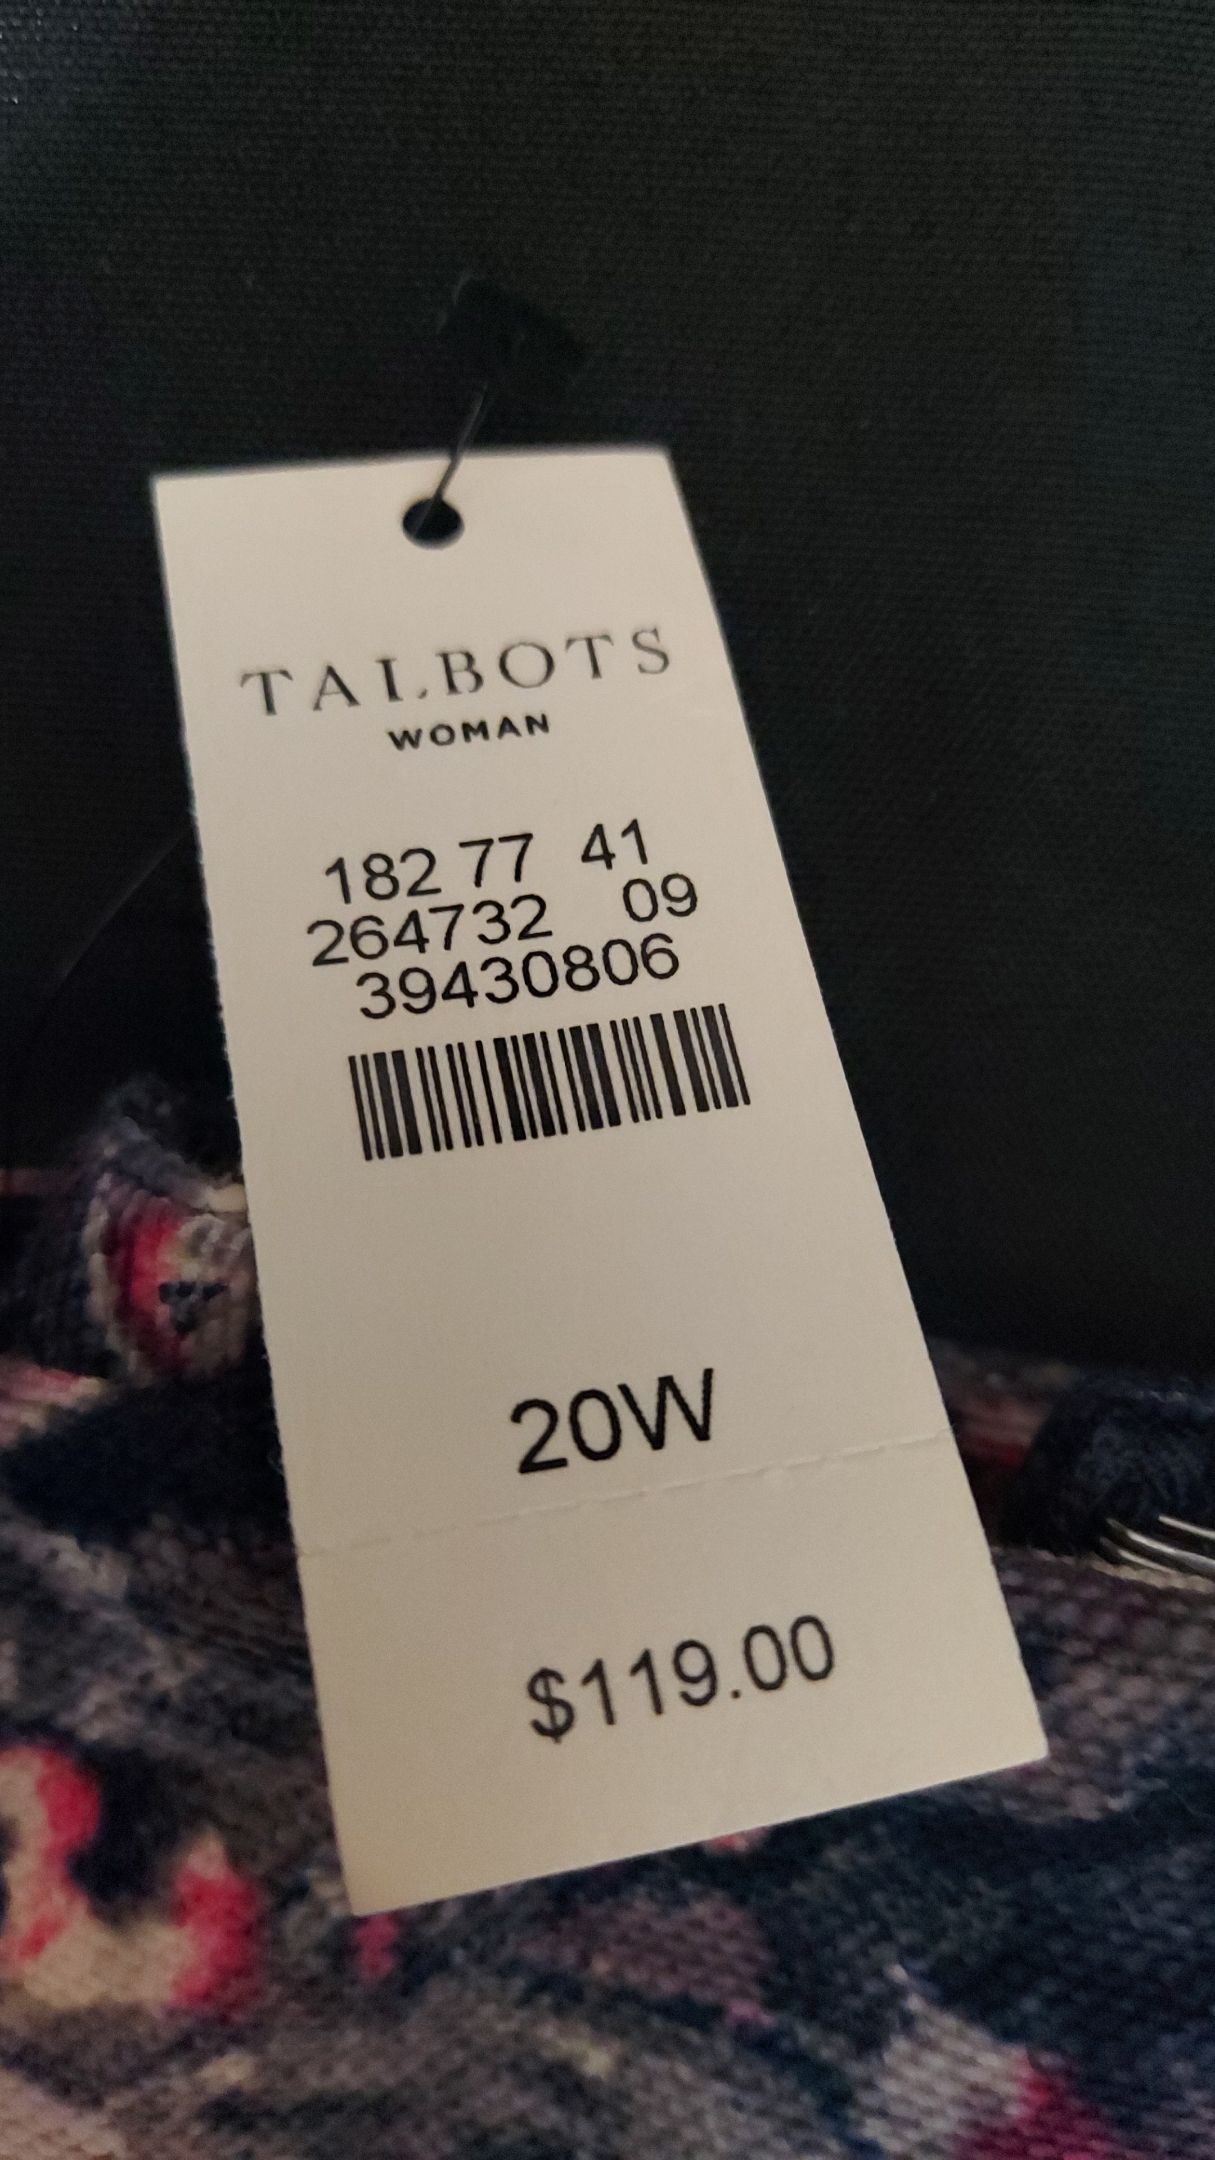 TALBOTS
WOMAN
182 77 41
264732 09
39430806
20W
$119.00